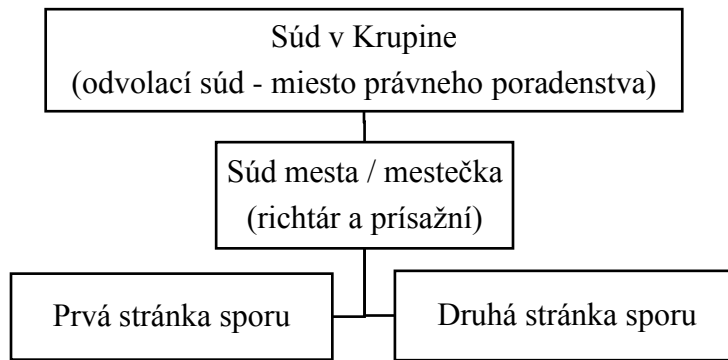 Súd v Krupine
(odvolací súd - miesto právneho poradenstva)
Súd mesta / mestečka
(richtár a prísažní)
Prvá stránka sporu
Druhá stránka sporu